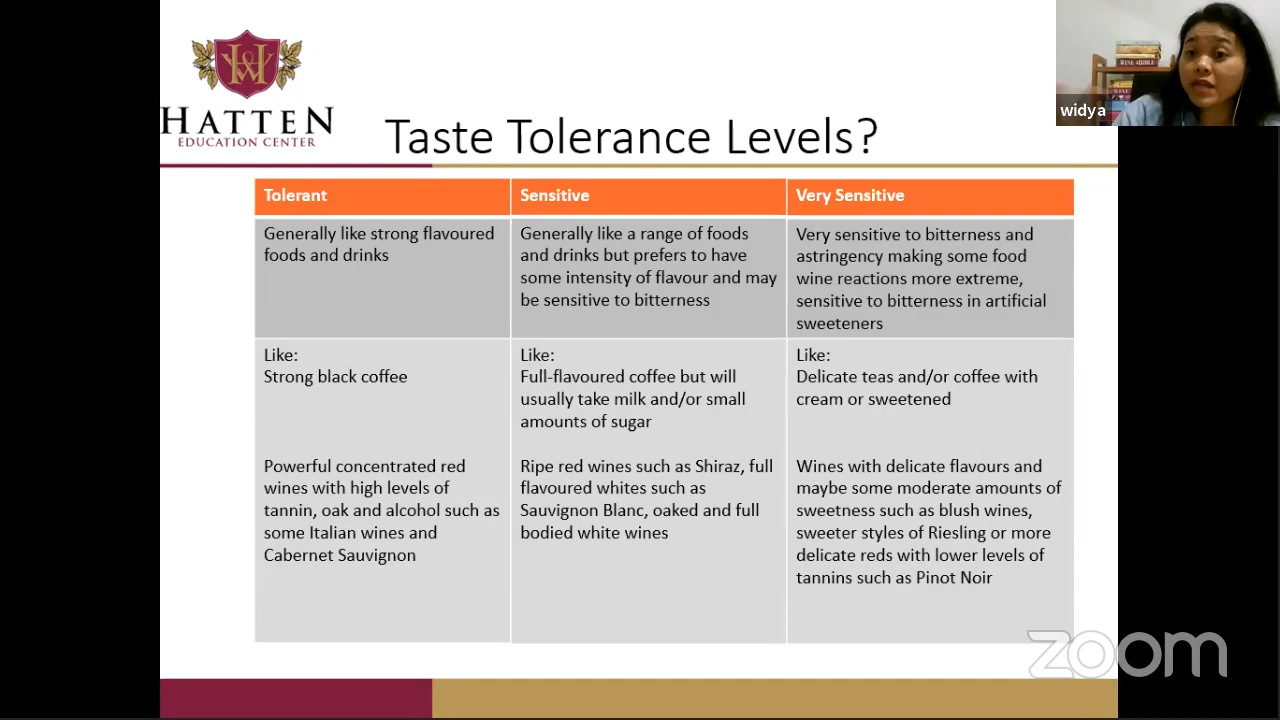 HATTEN
EDUCATION CENTER
Taste Tolerance Levels?
widya
WINE BIBLE
Tolerant
Sensitive
Very Sensitive
Generally like strong flavoured
foods and drinks
Generally like a range of foods
and drinks but prefers to have
some intensity of flavour and may
be sensitive to bitterness
Very sensitive to bitterness and
astringency making some food
wine reactions more extreme,
sensitive to bitterness in artificial
sweeteners
Like:
Strong black coffee
Like:
Full-flavoured coffee but will
usually take milk and/or small
amounts of sugar
Like:
Delicate teas and/or coffee with
cream or sweetened
Powerful concentrated red
wines with high levels of
tannin, oak and alcohol such as
some Italian wines and
Cabernet Sauvignon
Ripe red wines such as Shiraz, full
flavoured whites such as
Sauvignon Blanc, oaked and full
bodied white wines
Wines with delicate flavours and
maybe some moderate amounts of
sweetness such as blush wines,
sweeter styles of Riesling or more
delicate reds with lower levels of
tannins such as Pinot Noir
zoom